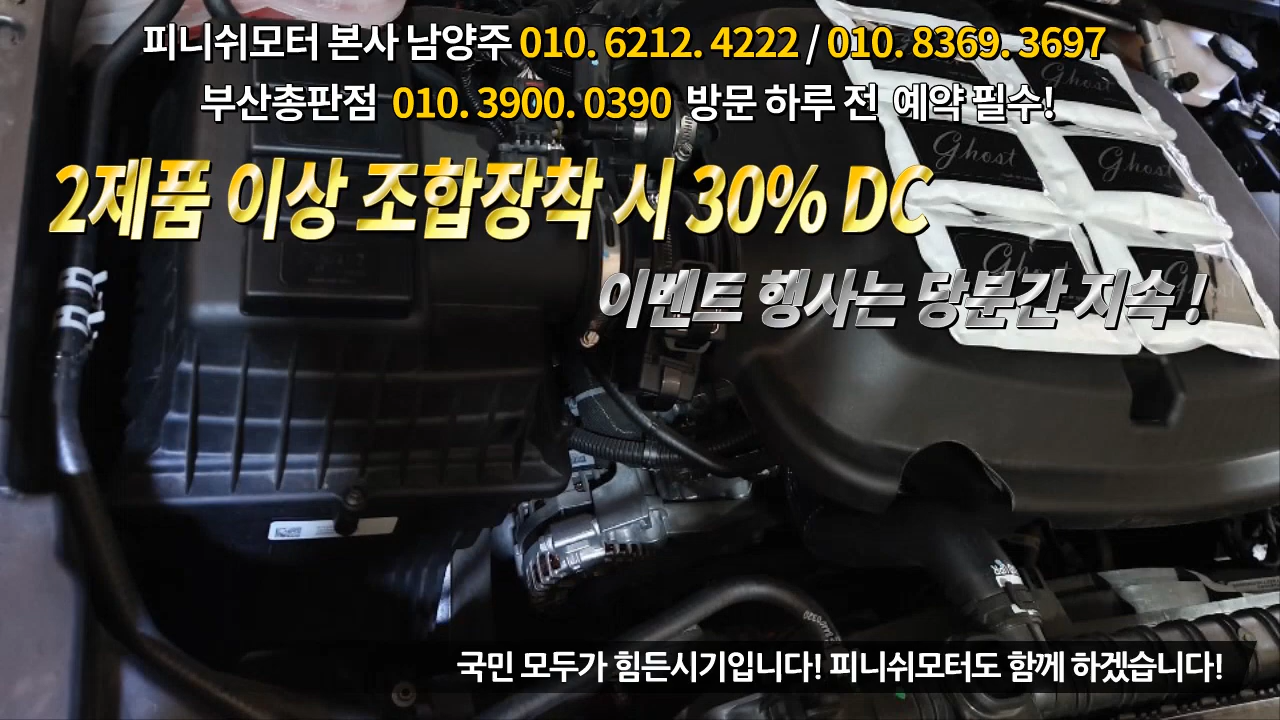 피니쉬모터 본사 남양주 010. 6212. 4222 / 010. 8369. 3697
부산총판점 010. 3900. 0390 방문 하루 전 예약 필수!
2제품 이상 조합장착 시 30% DC
Ghost Ghost
이벤트 행사는 당분간 지속 !
Ghost Ghost
국민 모두가 힘든시기입니다! 피니쉬모터도 함께 하겠습니다!